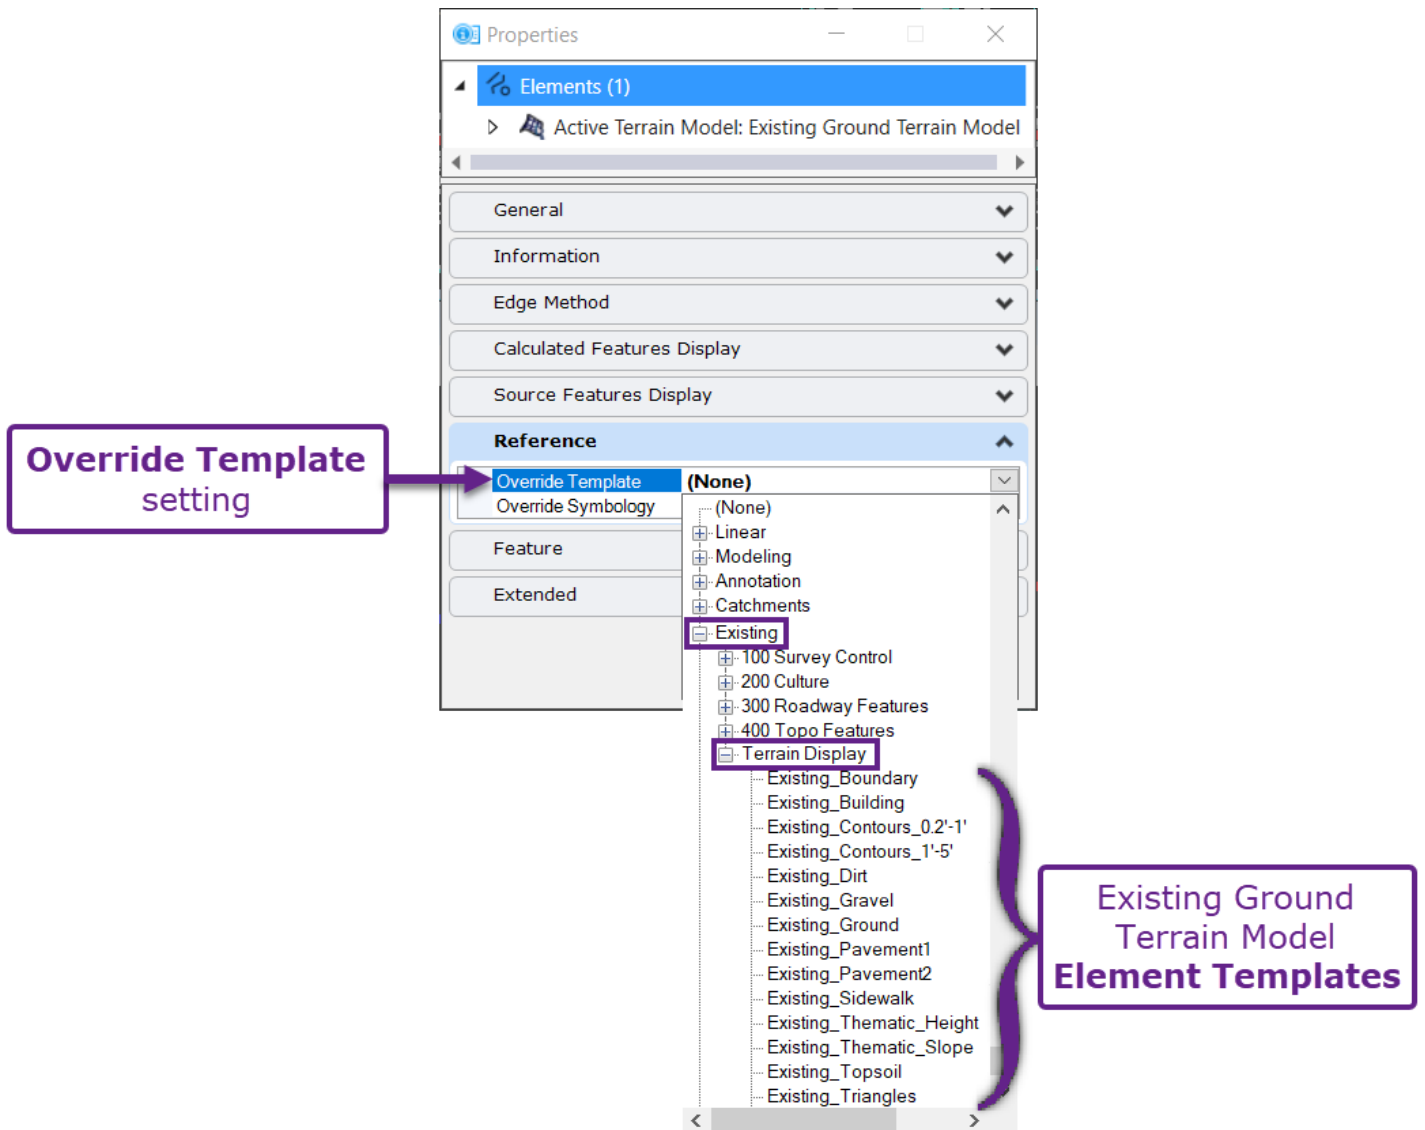 Properties
Elements (1)
Active Terrain Model: Existing Ground Terrain Model
General
Information
Edge Method
Calculated Features Display
Source Features Display
Reference
Override Template
setting
Override Template (None)
Override Symbology
(None)
Linear
Modeling
Annotation
Catchments
Feature
Extended
Existing
100 Survey Control
200 Culture
300 Roadway Features
400 Topo Features
Terrain Display
Existing_Boundary
Existing_Building
Existing_Contours_0.2'-1'
Existing_Contours_1'-5'
Existing_Dirt
Existing_Gravel
Existing_Ground
Existing_Pavement1
Existing_Pavement2
Existing_Sidewalk
Existing_Thematic_Height
Existing_Thematic_Slope
Existing_Topsoil
Existing_Triangles
Existing Ground
Terrain Model
Element Templates